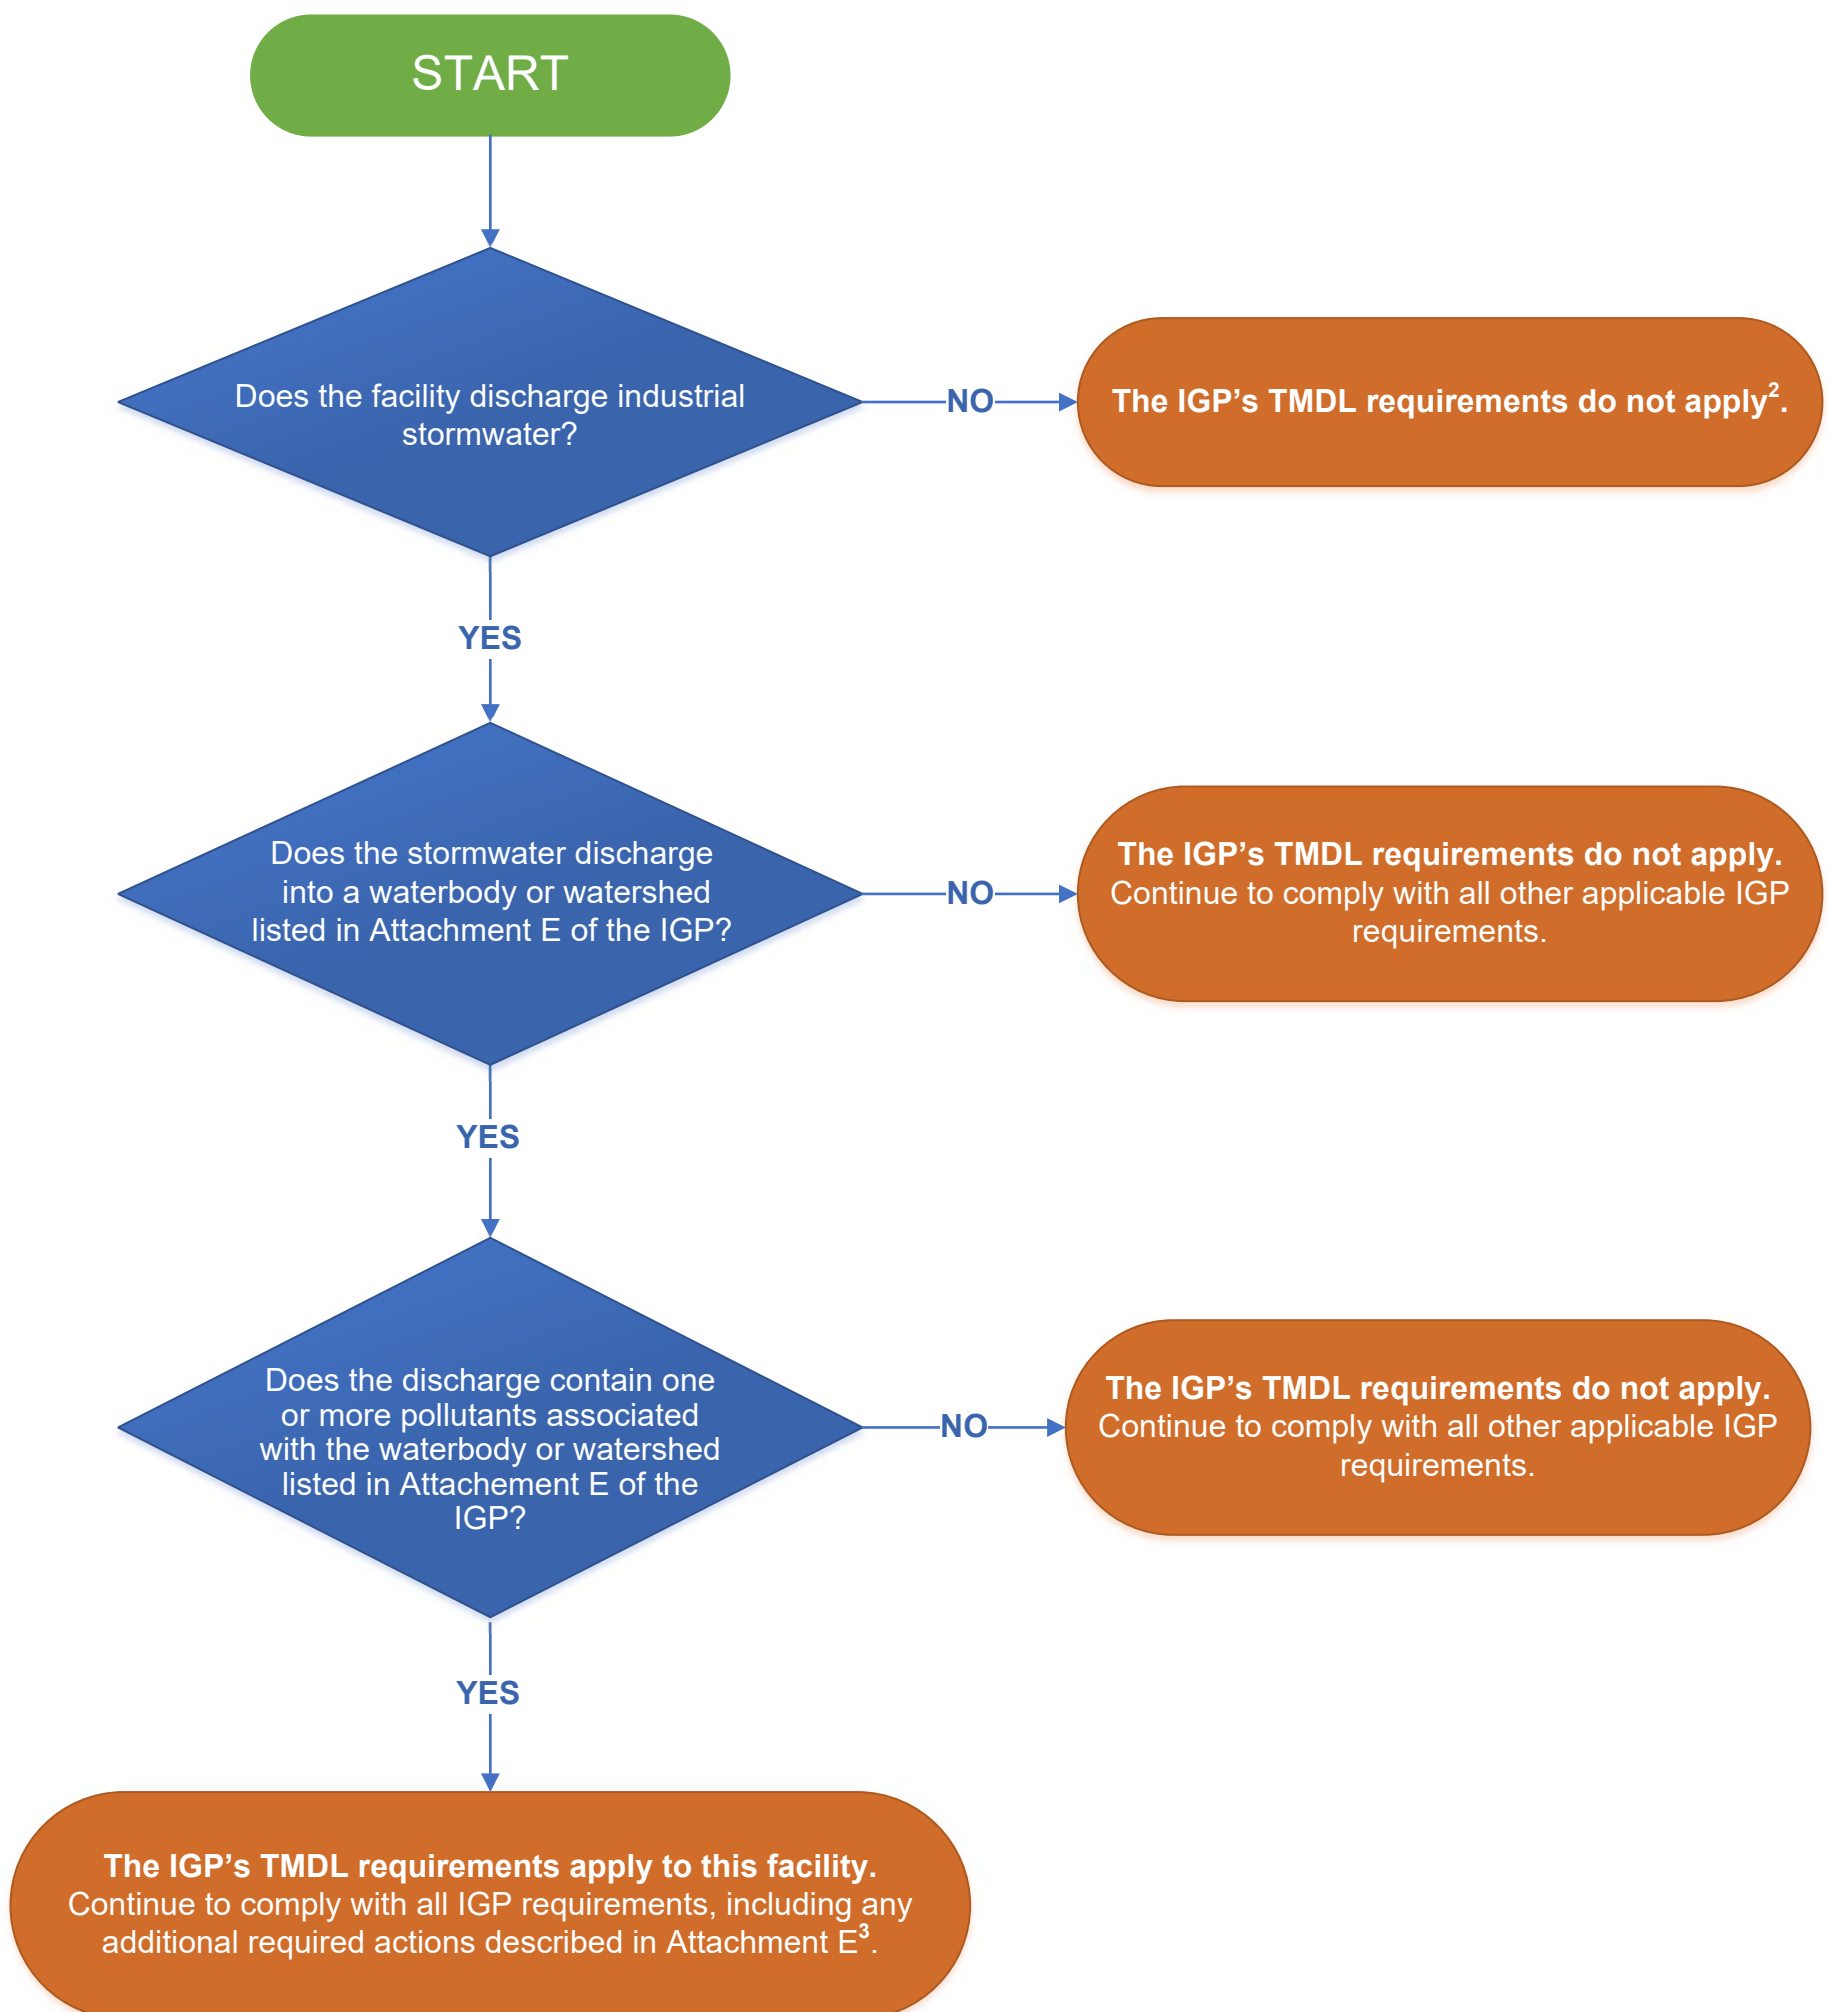 START
Does the facility discharge industrial
stormwater?
NO
The IGP’s TMDL requirements do not apply².
YES
Does the stormwater discharge
into a waterbody or watershed
listed in Attachment E of the IGP?
NO
The IGP’s TMDL requirements do not apply.
Continue to comply with all other applicable IGP
requirements.
YES
Does the discharge contain one
or more pollutants associated
with the waterbody or watershed
listed in Attachement E of the
IGP?
NO
The IGP’s TMDL requirements do not apply.
Continue to comply with all other applicable IGP
requirements.
YES
The IGP’s TMDL requirements apply to this facility.
Continue to comply with all IGP requirements, including any
additional required actions described in Attachment E³.